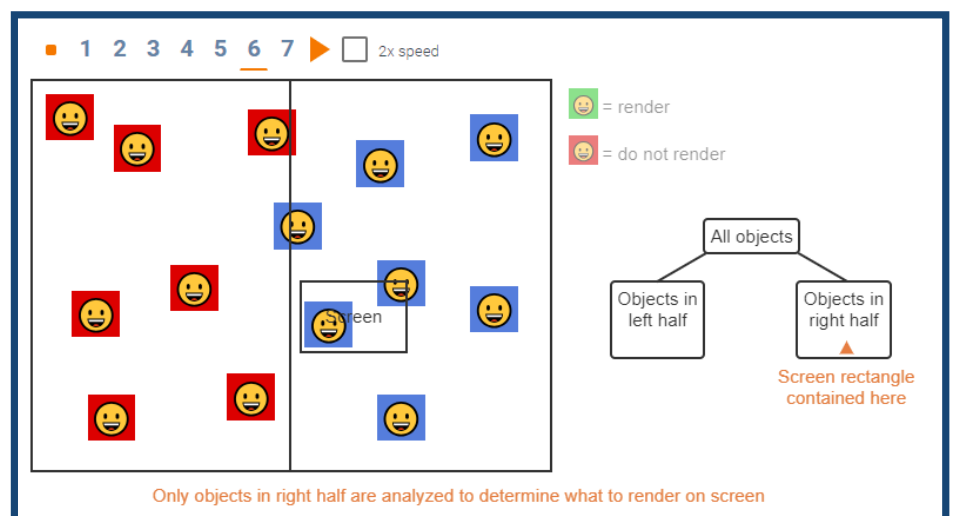 1 2 3 4 5 6 7 2x speed
= render
= do not render
All objects
Objects in
left half
Objects in
right half
Screen
Screen rectangle
contained here
Only objects in right half are analyzed to determine what to render on screen